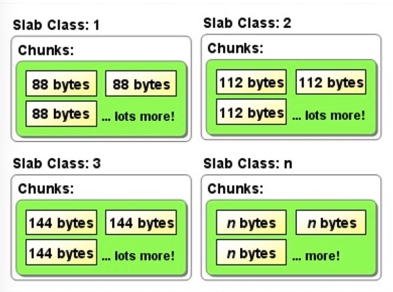 Slab Class: 1
Chunks:
88 bytes 88 bytes
88 bytes ... lots more!
Slab Class: 2
Chunks:
112 bytes 112 bytes
112 bytes ... lots more!
Slab Class: 3
Chunks:
144 bytes 144 bytes
144 bytes ... lots more!
Slab Class: n
Chunks:
n bytes n bytes
n bytes ... more!